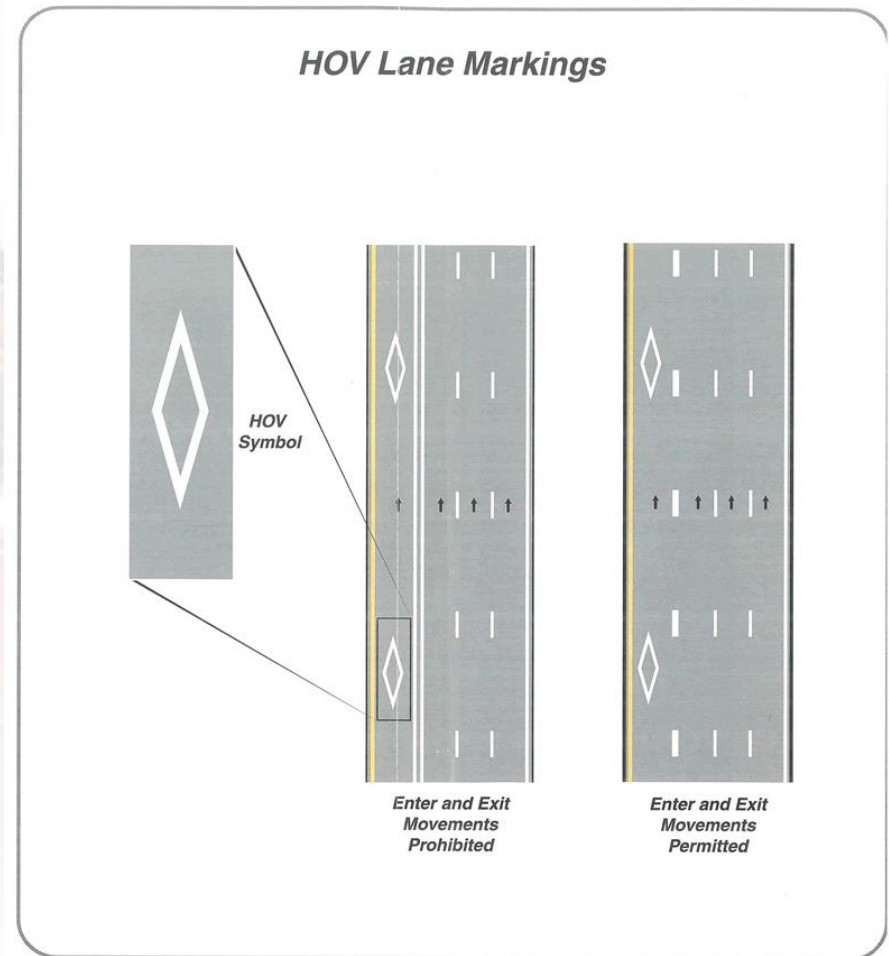 HOV Lane Markings
HOV
Symbol
Enter and Exit
Movements
Prohibited
Enter and Exit
Movements
Permitted